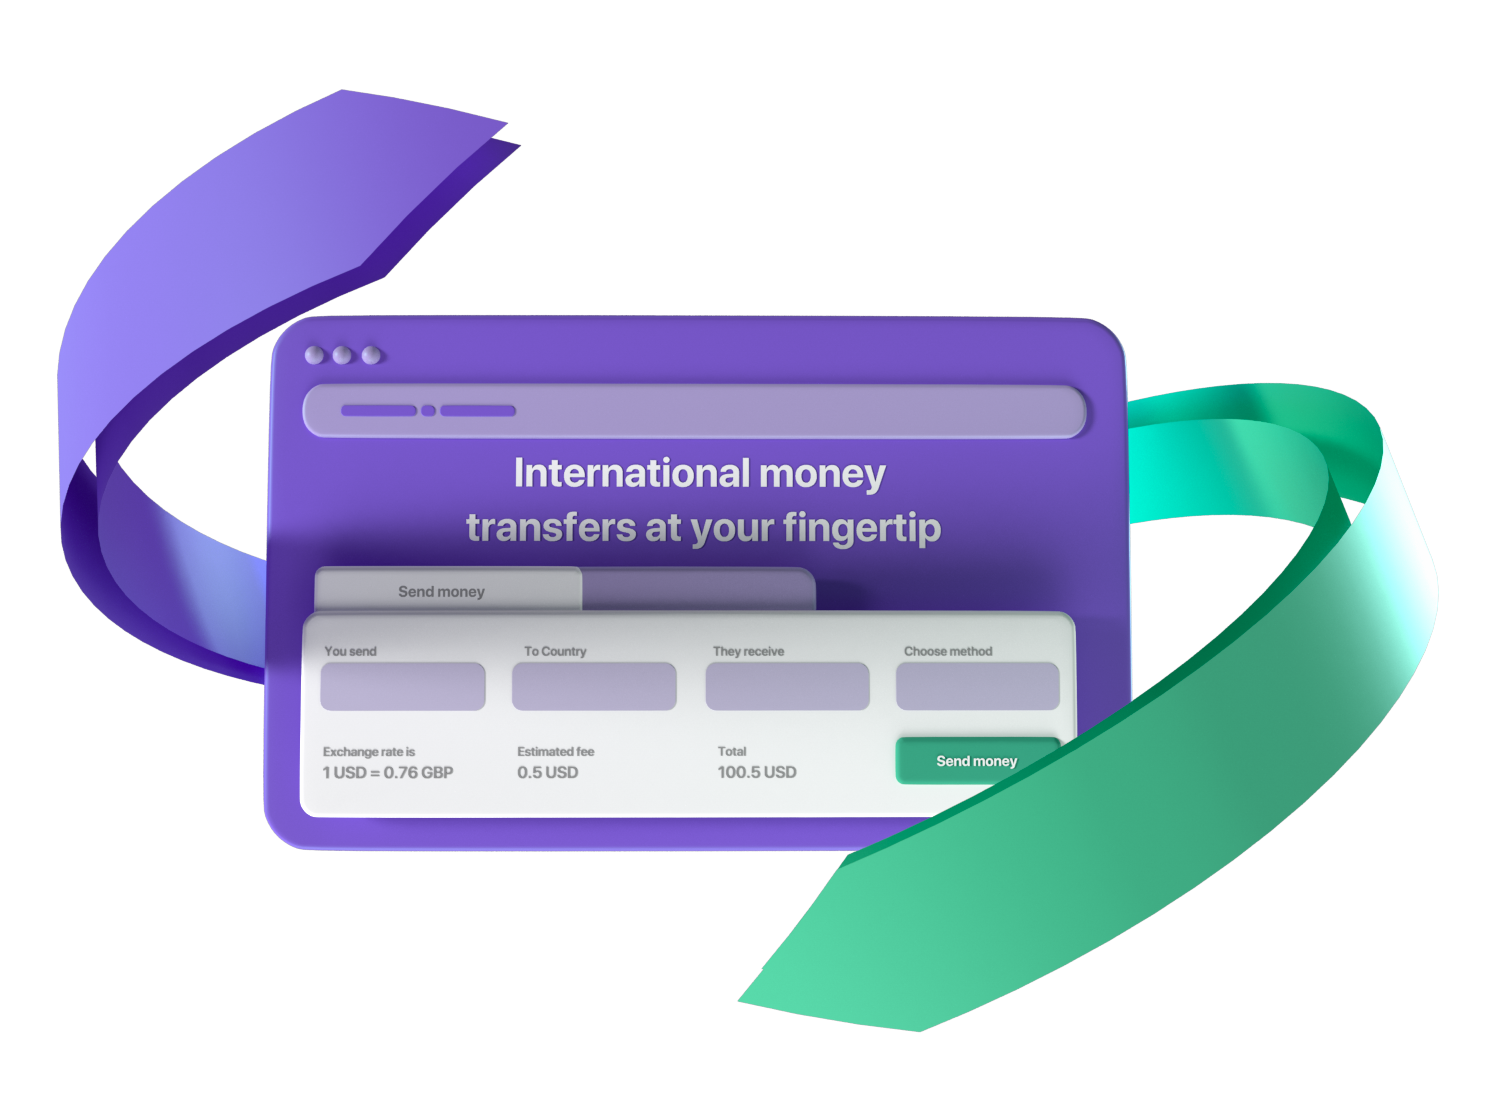 International money
transfers at your fingertip
Send money
You send
To Country
They receive
Choose method
Exchange rate is
1 USD = 0.76 GBP
Estimated fee
0.5 USD
Total
100.5 USD
Send money